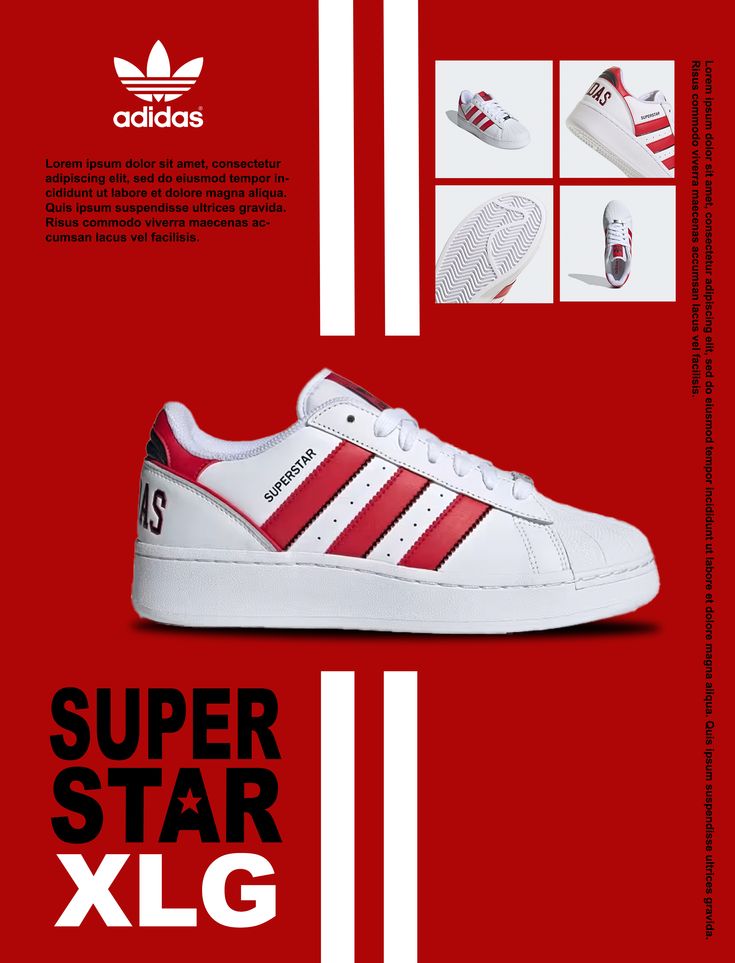 adidas®
Lorem ipsum dolor sit amet, consectetur
adipiscing elit, sed do eiusmod tempor in-
cididunt ut labore et dolore magna aliqua.
Quis ipsum suspendisse ultrices gravida.
Risus commodo viverra maecenas ac-
cumsan lacus vel facilisis.
DAS
SUPERSTAR
Lorem ipsum dolor sit amet, consectetur adipiscing elit, sed do eiusmod tempor incididunt ut labore et dolore magna aliqua. Quis ipsum suspendisse ultrices gravida.
Risus commodo viverra maecenas accumsan lacus vel facilisis.
SUPERSTAR
AS
SUPER
STAR
XLG